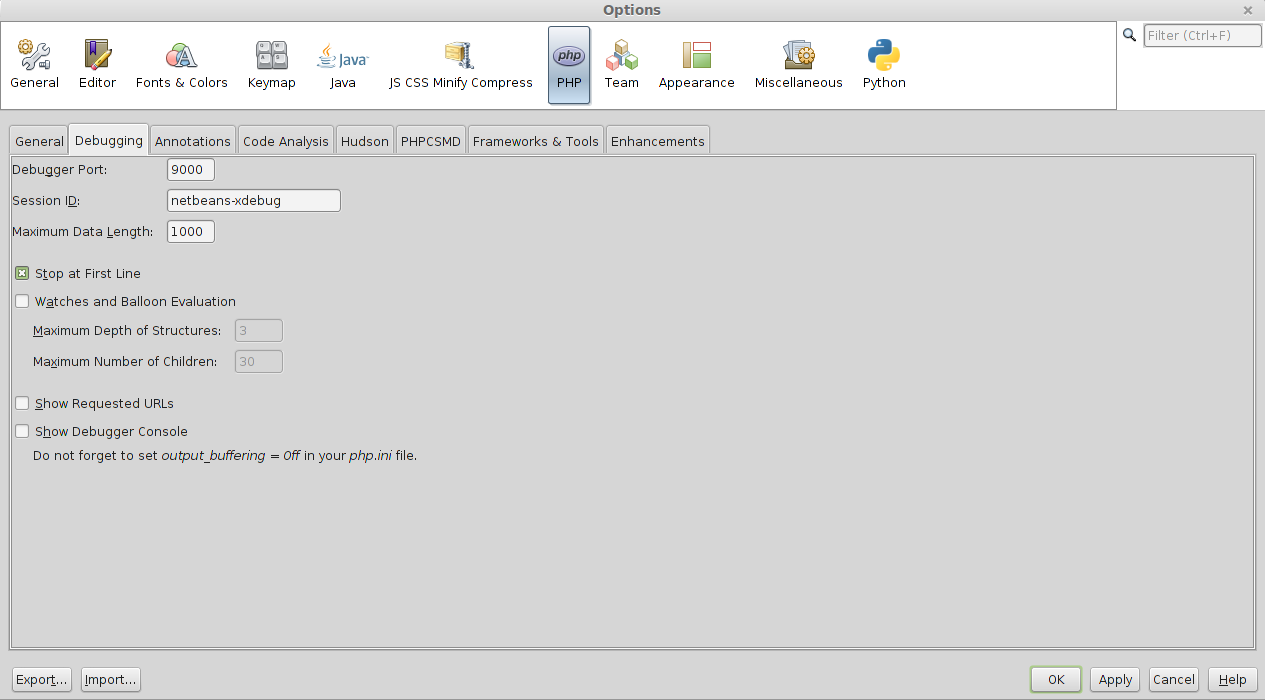 Options
Filter (Ctrl+F)
General Editor Fonts & Colors Keymap Java JS CSS Minify Compress PHP Team Appearance Miscellaneous Python
Java
php
General Debugging Annotations Code Analysis Hudson PHPCSMD Frameworks & Tools Enhancements
Debugger Port: 9000
Session ID: netbeans-xdebug
Maximum Data Length: 1000
Stop at First Line
Watches and Balloon Evaluation
Maximum Depth of Structures: 3
Maximum Number of Children: 30
Show Requested URLs
Show Debugger Console
Do not forget to set output_buffering = Off in your php.ini file.
Export... Import... OK Apply Cancel Help